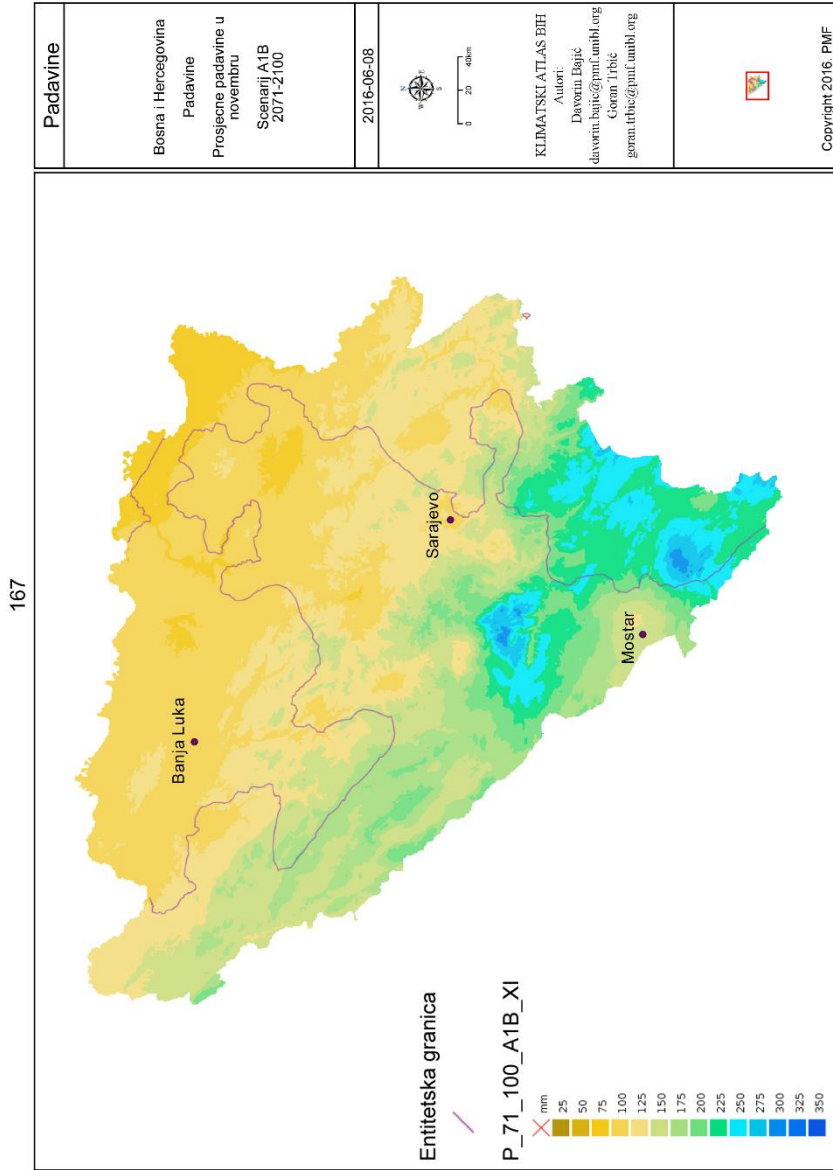 167
Banja Luka
Sarajevo
Mostar
Entitetska granica
P_71_100_A1B_XI
mm
25
50
75
100
125
150
175
200
225
250
275
300
325
350
Padavine
Bosna i Hercegovina
Padavine
Prosjecne padavine u
novembru
Scenarij A1B
2071-2100
2016-06-08
N
E
S
W
0 20 40km
KLIMATSKI ATLAS BIH
Autori:
Davorin Bajić
davorin.bajic@pmf.unibl.org
Goran Trbić
goran.trbic@pmf.unibl.org
Copyright 2016. PMF